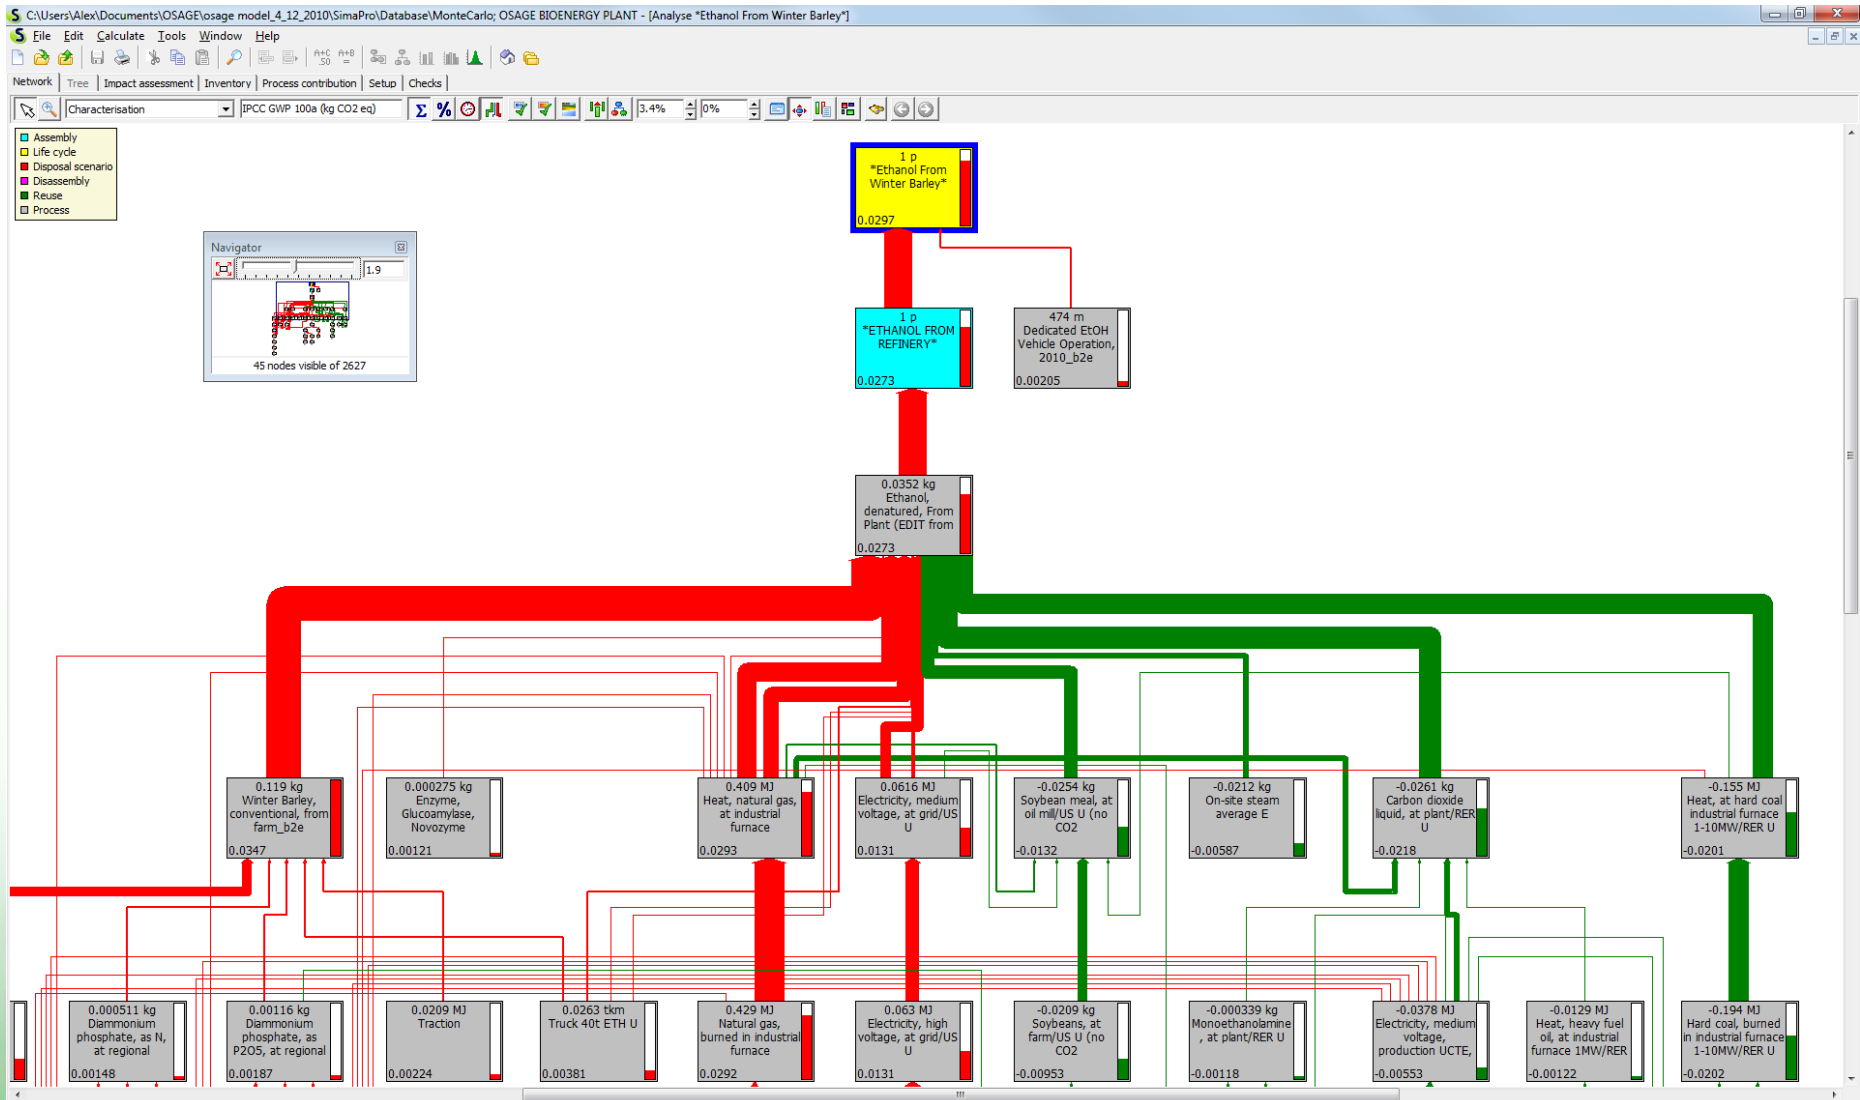 C:\Users\Alex\Documents\OSAGE\osage model_4_12_2010\SimaPro\Database\MonteCarlo; OSAGE BIOENERGY PLANT - [Analyse *Ethanol From Winter Barley*]
File Edit Calculate Tools Window Help
Network Tree Impact assessment Inventory Process contribution Setup Checks
Characterisation IPCC GWP 100a (kg CO2 eq) 3.4% 0%
Assembly
Life cycle
Disposal scenario
Disassembly
Reuse
Process
Navigator
1.9
45 nodes visible of 2627
1 p
*Ethanol From
Winter Barley*
0.0297
1 p
*ETHANOL FROM
REFINERY*
0.0273
474 m
Dedicated EtOH
Vehicle Operation,
2010_b2e
0.00205
0.0352 kg
Ethanol,
denatured, From
Plant (EDIT from
0.0273
0.119 kg
Winter Barley,
conventional, from
farm_b2e
0.0347
0.000275 kg
Enzyme,
Glucoamylase,
Novozyme
0.00121
0.409 MJ
Heat, natural gas,
at industrial
furnace
0.0293
0.0616 MJ
Electricity, medium
voltage, at grid/US
U
0.0131
-0.0254 kg
Soybean meal, at
oil mill/US U (no
CO2
-0.0132
-0.0212 kg
On-site steam
average E
-0.00587
-0.0261 kg
Carbon dioxide
liquid, at plant/RER
U
-0.0218
-0.155 MJ
Heat, at hard coal
industrial furnace
1-10MW/RER U
-0.0201
0.000511 kg
Diammonium
phosphate, as N,
at regional
0.00148
0.00116 kg
Diammonium
phosphate, as
P2O5, at regional
0.00187
0.0209 MJ
Traction
0.00224
0.0263 tkm
Truck 40t ETH U
0.00381
0.429 MJ
Natural gas,
burned in industrial
furnace
0.0292
0.063 MJ
Electricity, high
voltage, at grid/US
U
0.0131
-0.0209 kg
Soybeans, at
farm/US U (no
CO2
-0.00953
-0.000339 kg
Monoethanolamine
, at plant/RER U
-0.00118
-0.0378 MJ
Electricity, medium
voltage,
production UCTE,
-0.00553
-0.0129 MJ
Heat, heavy fuel
oil, at industrial
furnace 1MW/RER
-0.00122
-0.194 MJ
Hard coal, burned
in industrial furnace
1-10MW/RER U
-0.0202